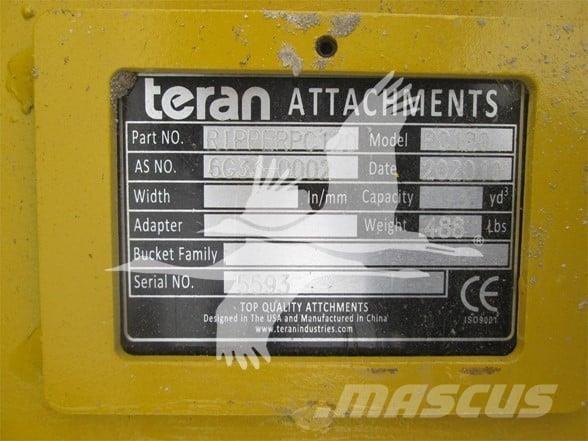 teran ATTACHMENTS
Part NO. Model
AS NO. Date
Width In/mm Capacity yd³
Adapter Weight 488 Lbs
Bucket Family
Serial NO. 5593
TOP QUALITY ATTCHMENTS
Designed in The USA and Manufactured in China
www.teranindustries.com
CE
ISO9001
®
MASCUS